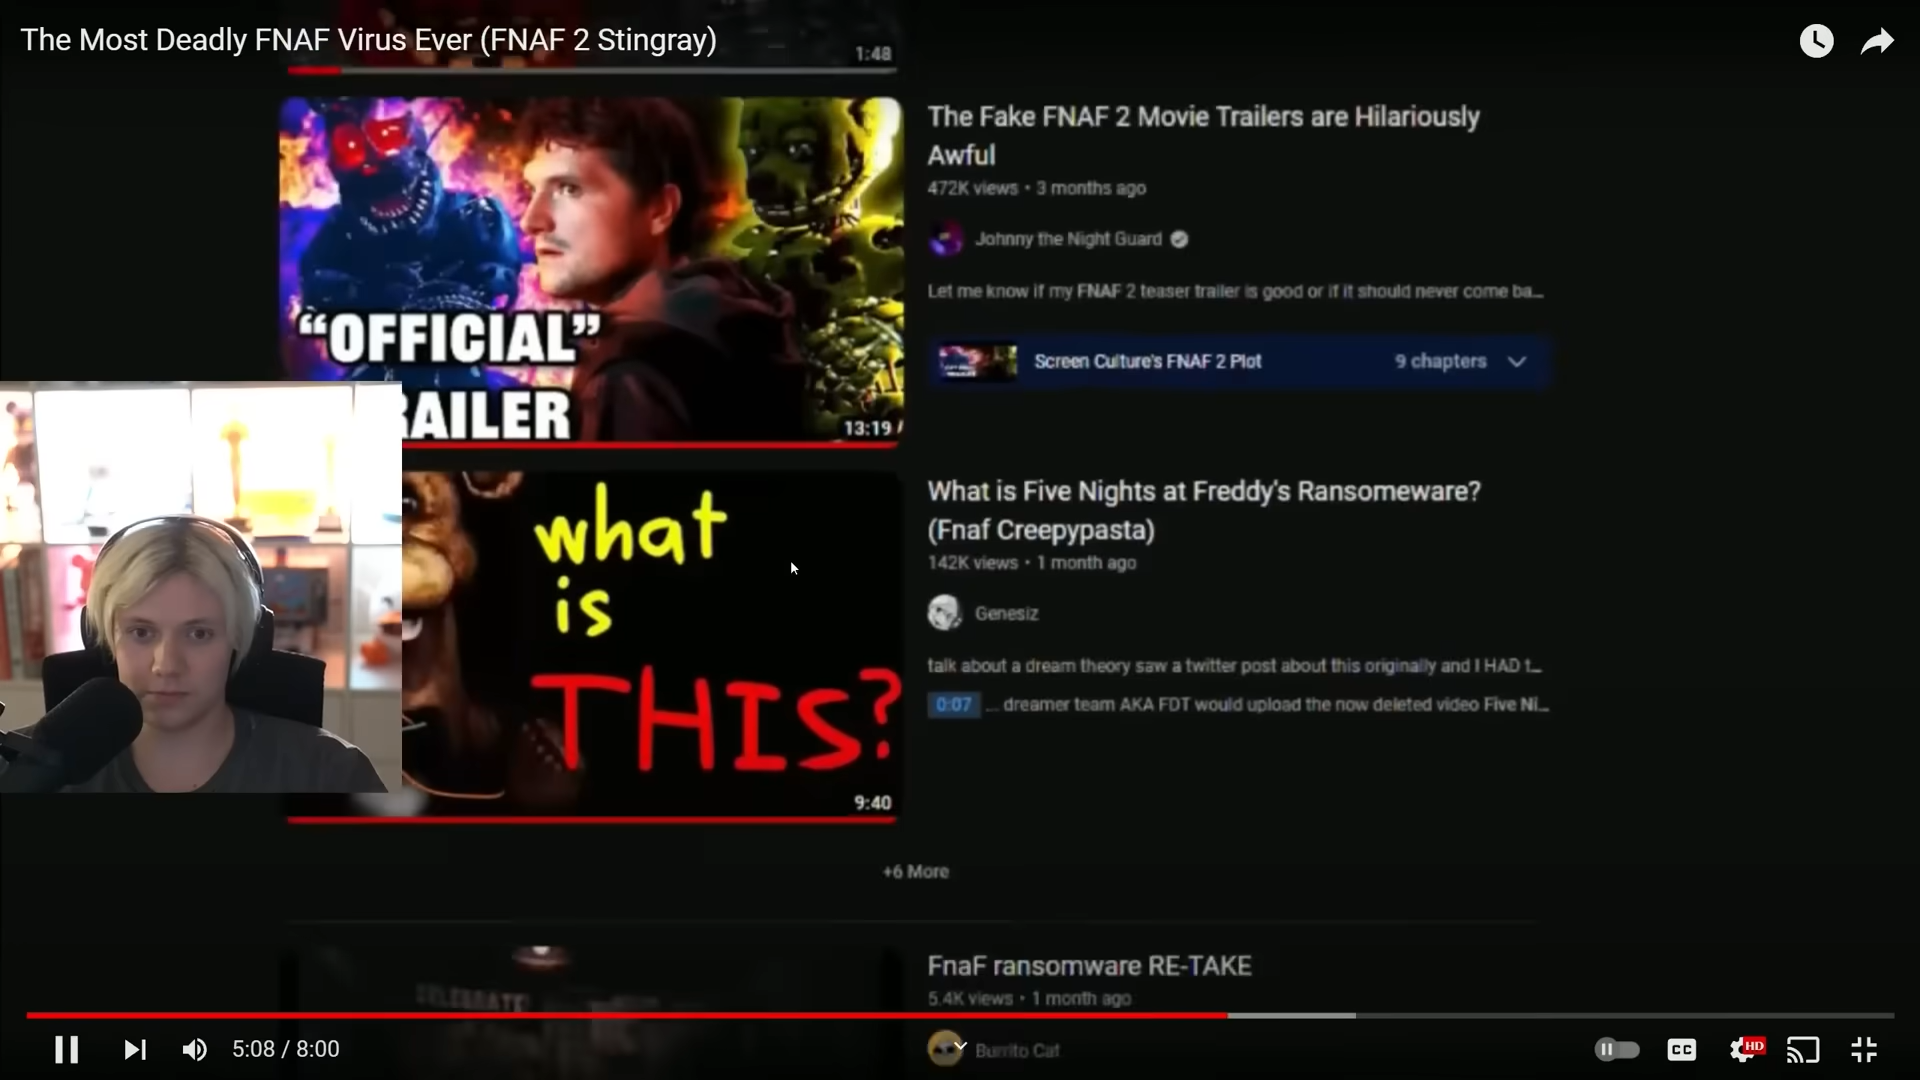 The Most Deadly FNAF Virus Ever (FNAF 2 Stingray)
1:48
The Fake FNAF 2 Movie Trailers are Hilariously
Awful
472K views • 3 months ago
Johnny the Night Guard
Let me know if my FNAF 2 teaser trailer is good or if it should never come ba...
"OFFICIAL"
RAILER
13:19
Screen Culture's FNAF 2 Plot
9 chapters
what
is
THIS?
9:40
What is Five Nights at Freddy's Ransomeware?
(Fnaf Creepypasta)
142K views • 1 month ago
Genesiz
talk about a dream theory saw a twitter post about this originally and I HAD t...
0:07 ... dreamer team AKA FDT would upload the now deleted video Five Ni...
+6 More
CELEBRATE!
FnaF ransomware RE-TAKE
5.4K views • 1 month ago
Burrito Cat
5:08 / 8:00
CC
HD